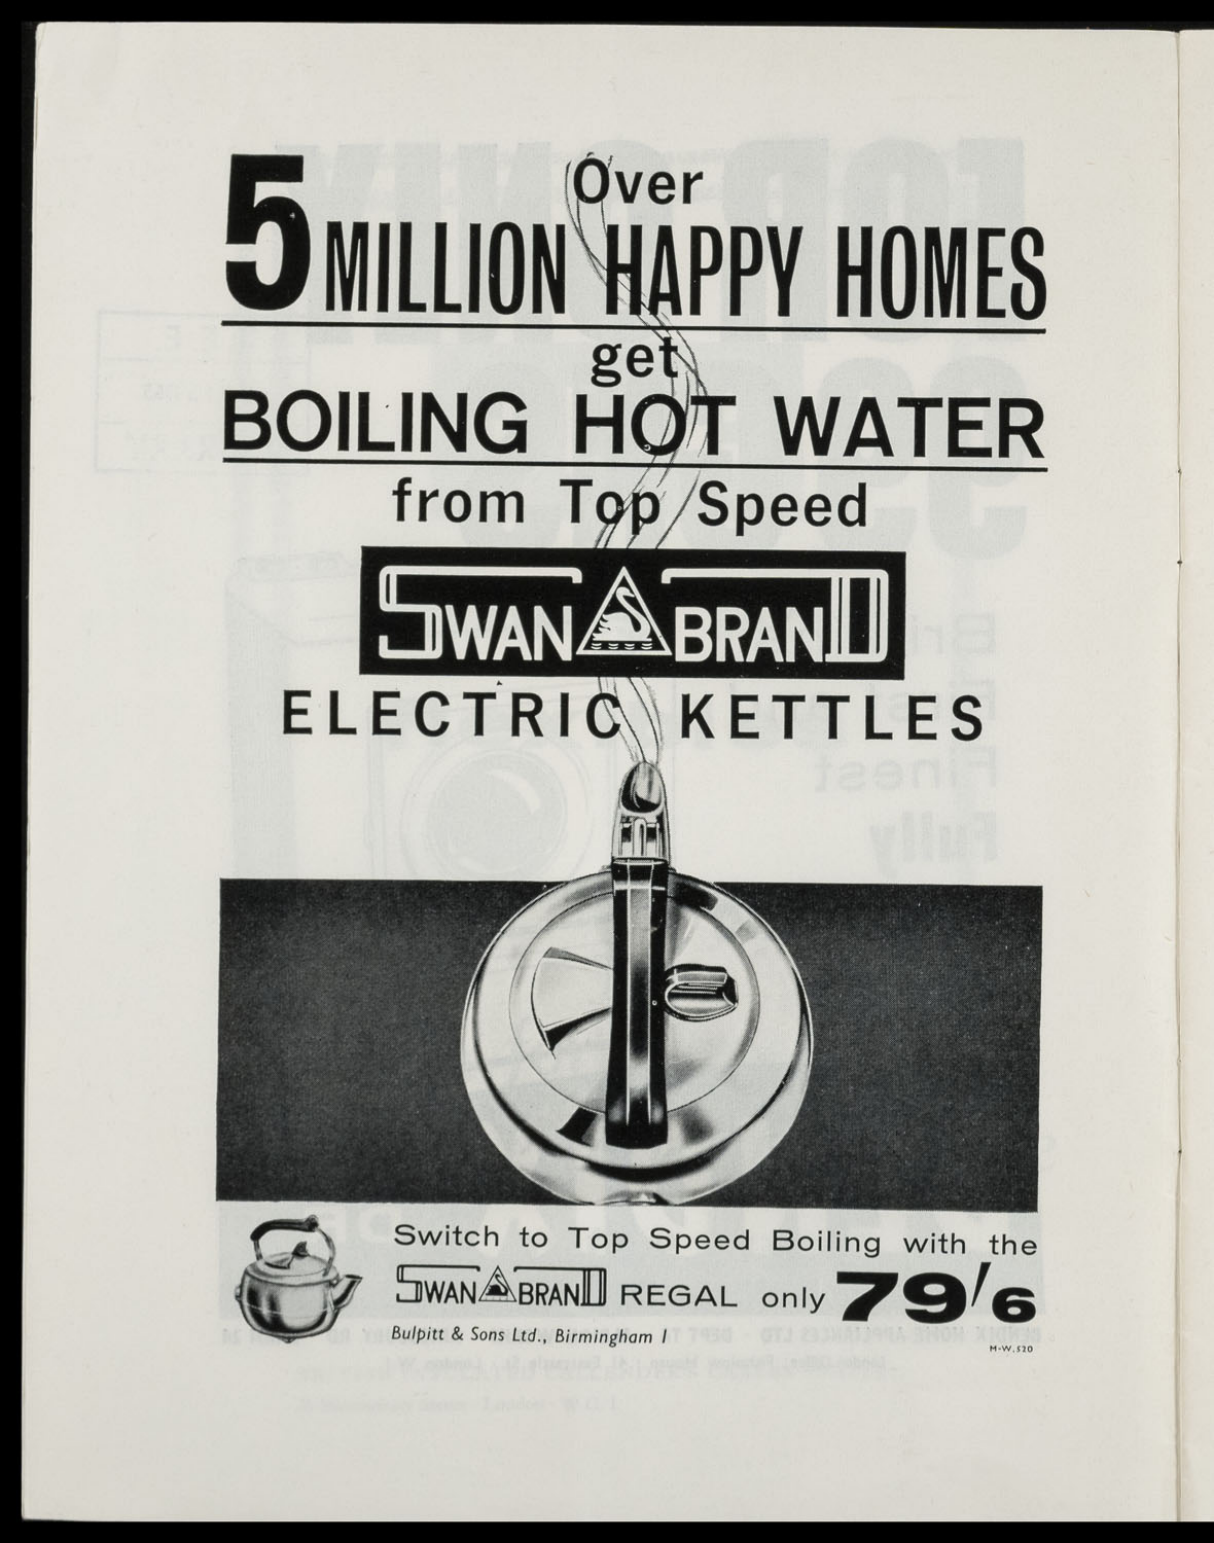 Over
5 MILLION HAPPY HOMES
get
BOILING HOT WATER
from Top Speed
SWAN BRAND
ELECTRIC KETTLES
Switch to Top Speed Boiling with the
SWAN BRAND REGAL only 79/6
Bulpitt & Sons Ltd., Birmingham 1
M-W.520